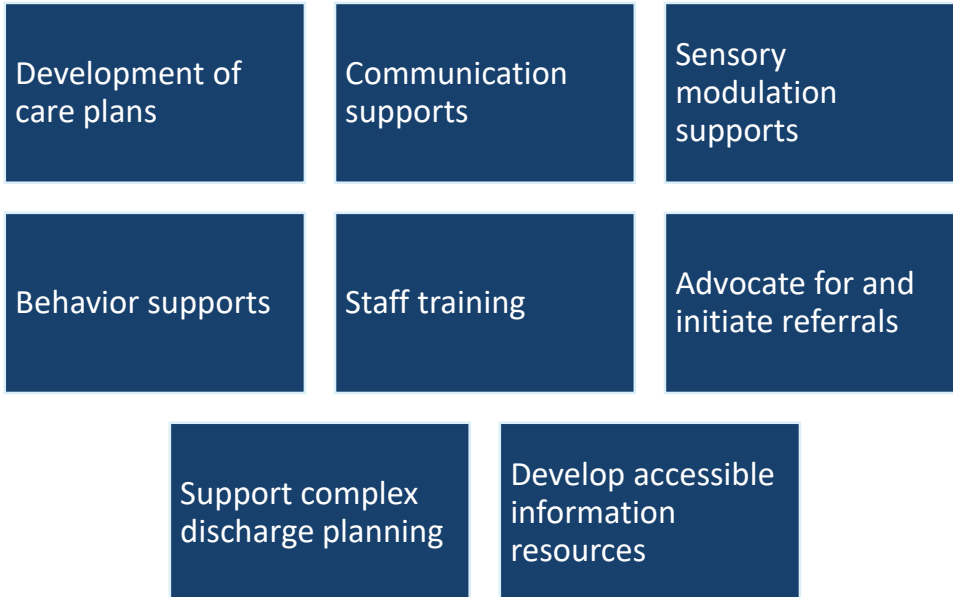 Development of
care plans
Communication
supports
Sensory
modulation
supports
Behavior supports
Staff training
Advocate for and
initiate referrals
Support complex
discharge planning
Develop accessible
information
resources